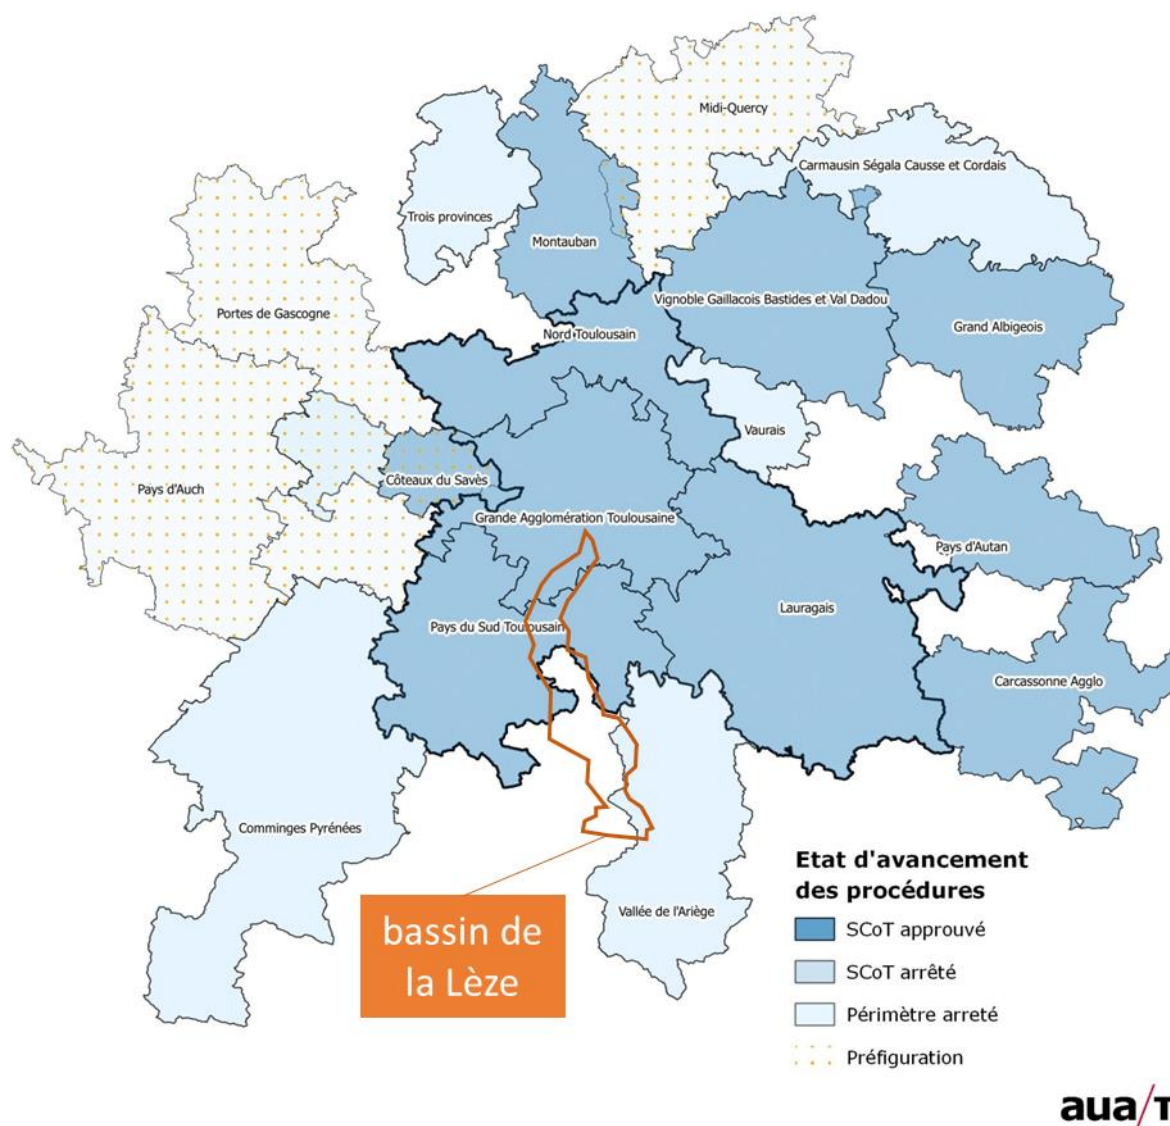 Midi-Quercy
Carmausin Ségala Causse et Cordais
Trois provinces
Montauban
Vignoble Gaillacois Bastides et Val Dadou
Portes de Gascogne
Grand Albigeois
Nord Toulousain
Vaurais
Côteaux du Savès
Pays d'Auch
Grande Agglomération Toulousaine
Pays d'Autan
Lauragais
Pays du Sud Toulousain
Carcassonne Agglo
Comminges Pyrénées
Vallée de l'Ariège
bassin de
la Lèze
Etat d'avancement
des procédures
SCoT approuvé
SCoT arrêté
Périmètre arreté
Préfiguration
aua/T